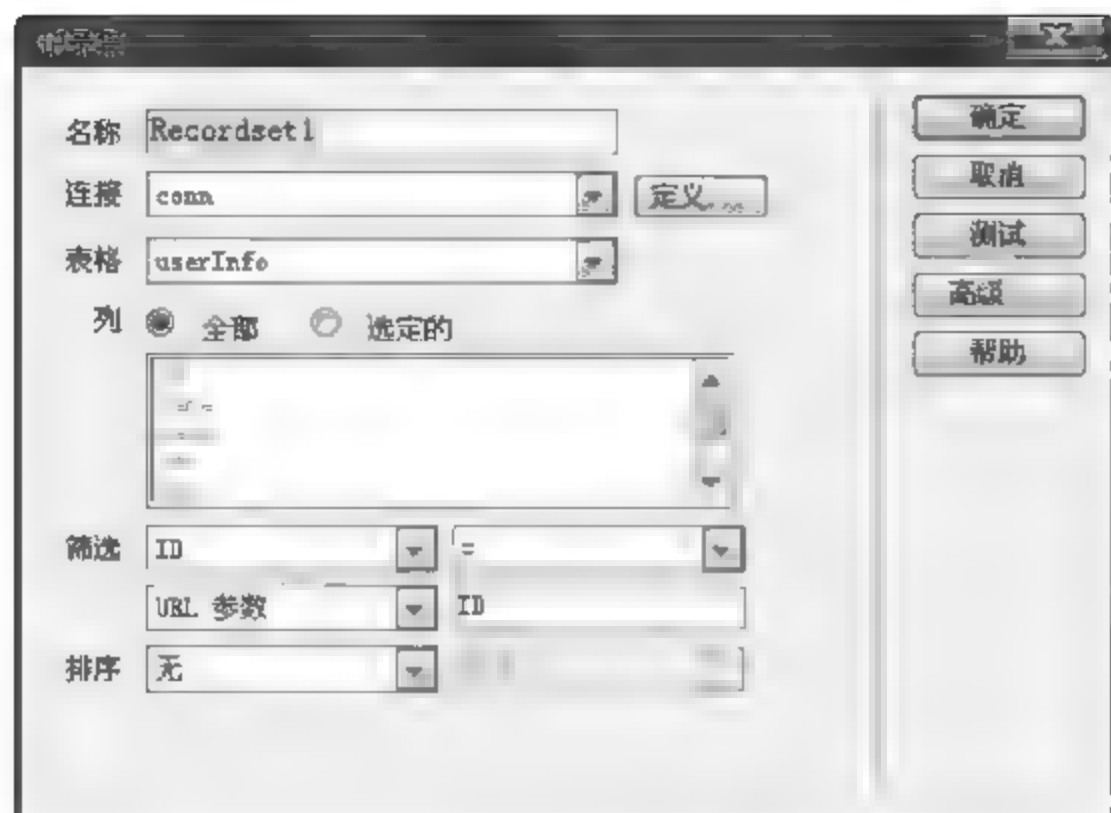 名称 Recordset1
连接 conn 定义...
表格 userInfo
列 全部 选定的
筛选 ID =
URL 参数 ID
排序 无
确定
取消
测试
高级
帮助